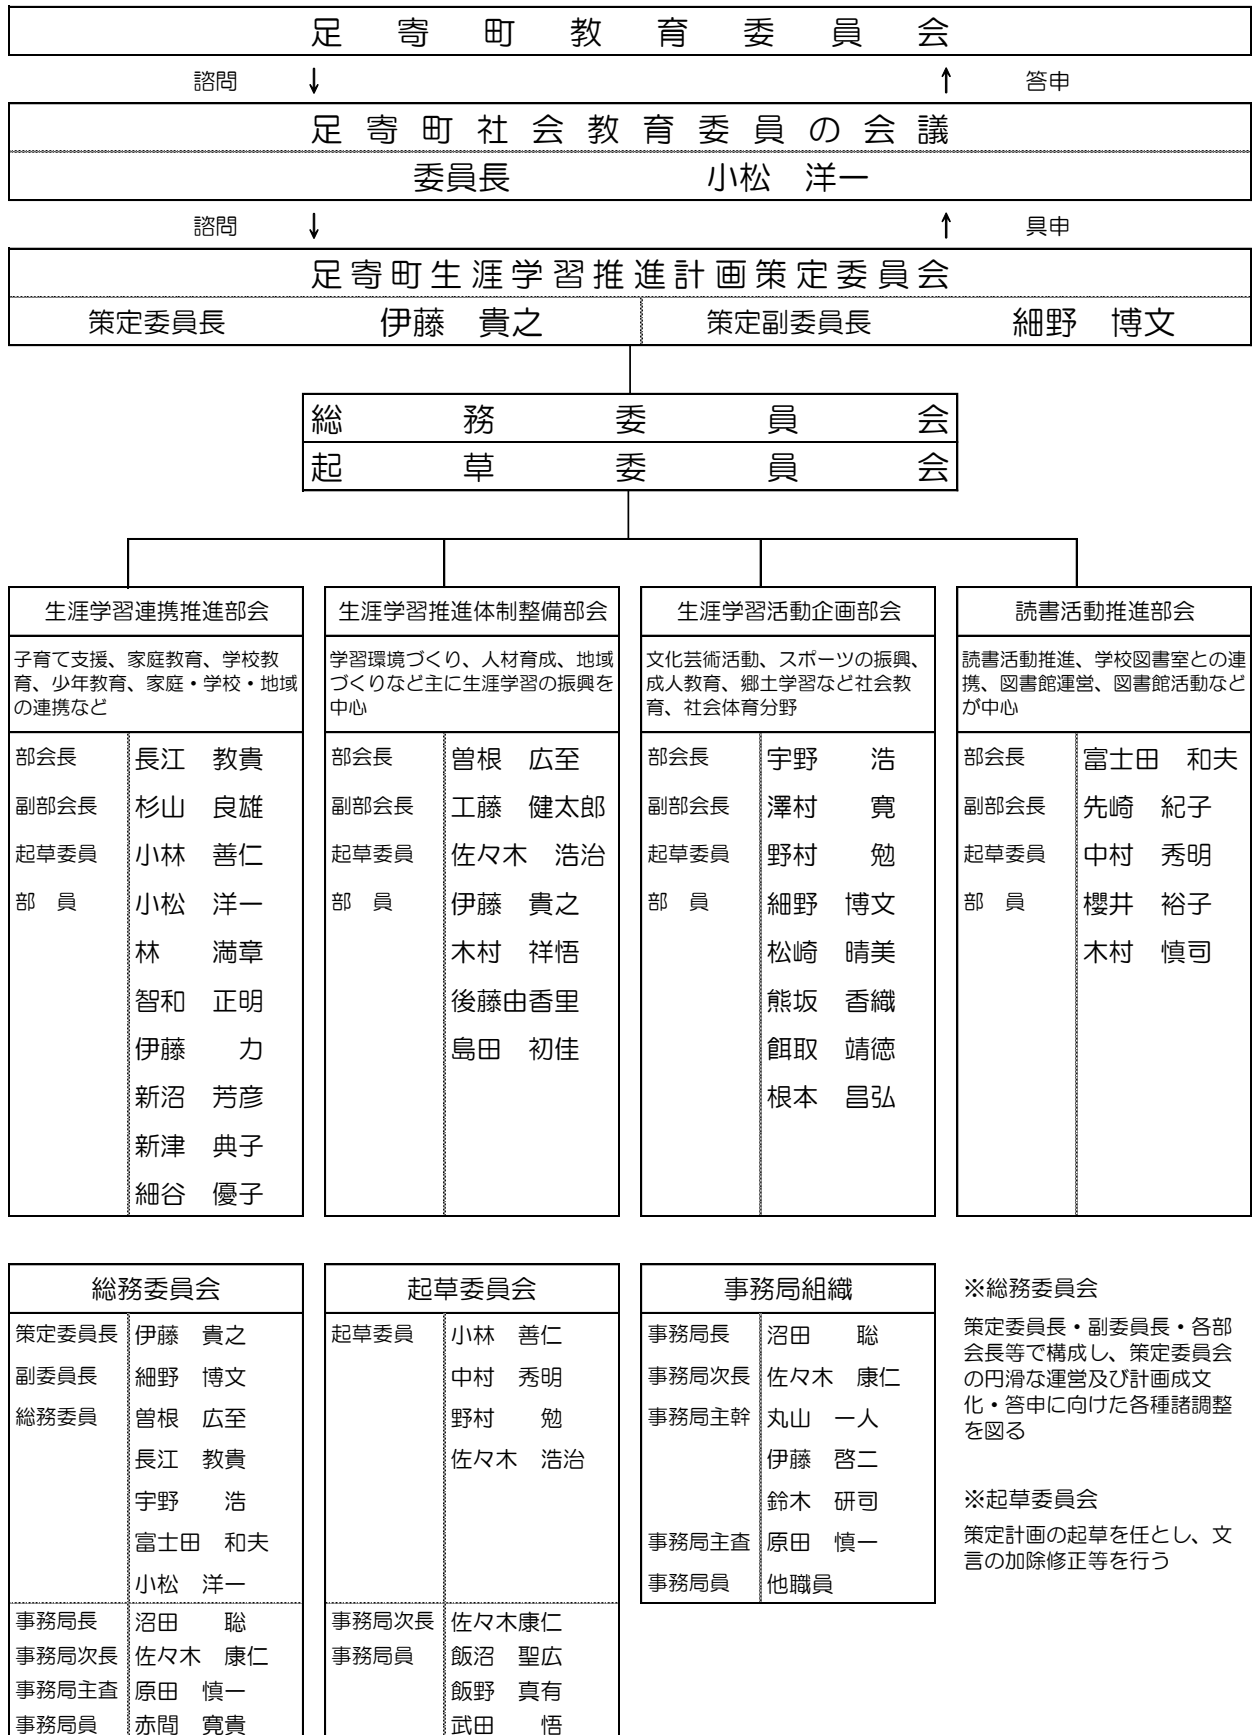 足寄町教育委員会
諮問 ↓ ↑ 答申
足寄町社会教育委員の会議
委員長 小松 洋一
諮問 ↓ ↑ 具申
足寄町生涯学習推進計画策定委員会
策定委員長 伊藤 貴之 策定副委員長 細野 博文
総務委員会
起草委員会
生涯学習連携推進部会
子育て支援、家庭教育、学校教
育、少年教育、家庭・学校・地域
の連携など
部会長 長江 教貴
副部会長 杉山 良雄
起草委員 小林 善仁
部 員 小松 洋一
林 満章
智和 正明
伊藤 力
新沼 芳彦
新津 典子
細谷 優子
生涯学習推進体制整備部会
学習環境づくり、人材育成、地域
づくりなど主に生涯学習の振興を
中心
部会長 曽根 広至
副部会長 工藤 健太郎
起草委員 佐々木 浩治
部 員 伊藤 貴之
木村 祥悟
後藤由香里
島田 初佳
生涯学習活動企画部会
文化芸術活動、スポーツの振興、
成人教育、郷土学習など社会教
育、社会体育分野
部会長 宇野 浩
副部会長 澤村 寛
起草委員 野村 勉
部 員 細野 博文
松崎 晴美
熊坂 香織
餌取 靖徳
根本 昌弘
読書活動推進部会
読書活動推進、学校図書室との連
携、図書館運営、図書館活動など
が中心
部会長 富士田 和夫
副部会長 先崎 紀子
起草委員 中村 秀明
部 員 櫻井 裕子
木村 慎司
総務委員会
策定委員長 伊藤 貴之
副委員長 細野 博文
総務委員 曽根 広至
長江 教貴
宇野 浩
富士田 和夫
小松 洋一
事務局長 沼田 聡
事務局次長 佐々木 康仁
事務局主査 原田 慎一
事務局員 赤間 寛貴
起草委員会
起草委員 小林 善仁
中村 秀明
野村 勉
佐々木 浩治
事務局次長 佐々木康仁
事務局員 飯沼 聖広
飯野 真有
武田 悟
事務局組織
事務局長 沼田 聡
事務局次長 佐々木 康仁
事務局主幹 丸山 一人
伊藤 啓二
鈴木 研司
事務局主査 原田 慎一
事務局員 他職員
※総務委員会
策定委員長・副委員長・各部
会長等で構成し、策定委員会
の円滑な運営及び計画成文
化・答申に向けた各種諸調整
を図る
※起草委員会
策定計画の起草を任とし、文
言の加除修正等を行う